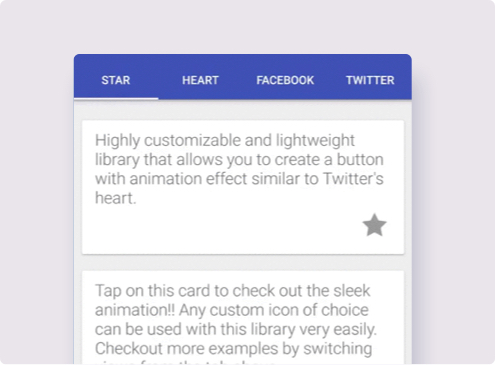 STAR HEART FACEBOOK TWITTER
Highly customizable and lightweight
library that allows you to create a button
with animation effect similar to Twitter's
heart.
Tap on this card to check out the sleek
animation!! Any custom icon of choice
can be used with this library very easily.
Checkout more examples by switching